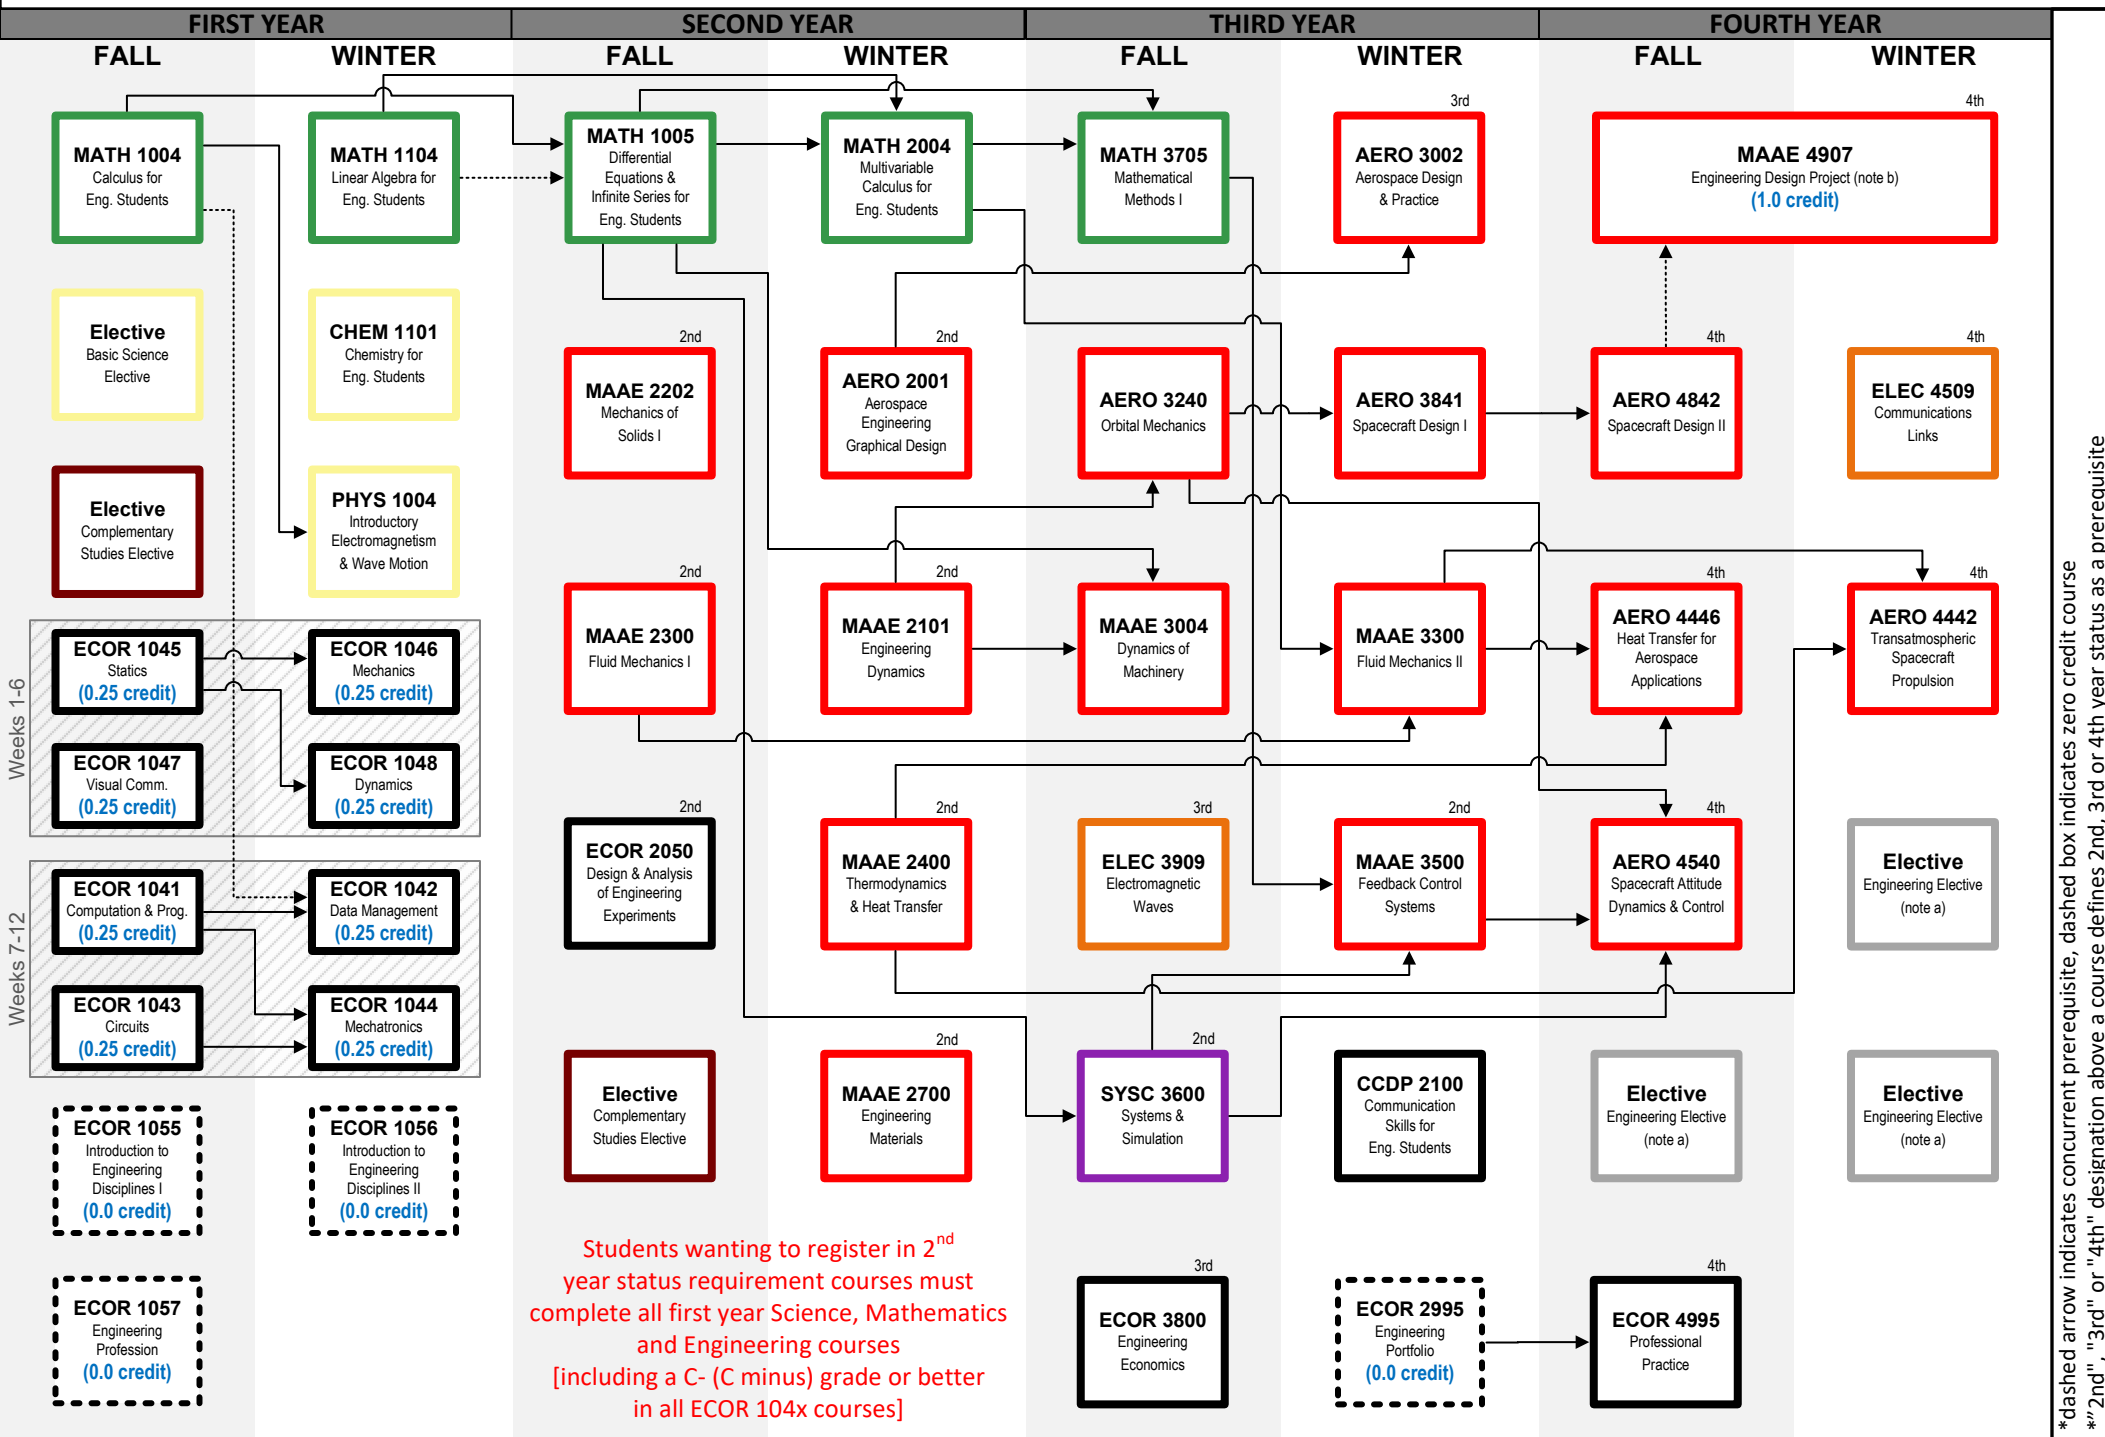 FIRST YEAR
SECOND YEAR
THIRD YEAR
FOURTH YEAR
FALL
WINTER
FALL
WINTER
FALL
WINTER
FALL
WINTER
MATH 1004
Calculus for
Eng. Students
MATH 1104
Linear Algebra for
Eng. Students
MATH 1005
Differential
Equations &
Infinite Series for
Eng. Students
MATH 2004
Multivariable
Calculus for
Eng. Students
MATH 3705
Mathematical
Methods I
3rd
AERO 3002
Aerospace Design
& Practice
4th
MAAE 4907
Engineering Design Project (note b)
(1.0 credit)
Elective
Basic Science
Elective
CHEM 1101
Chemistry for
Eng. Students
2nd
MAAE 2202
Mechanics of
Solids I
2nd
AERO 2001
Aerospace
Engineering
Graphical Design
AERO 3240
Orbital Mechanics
AERO 3841
Spacecraft Design I
4th
AERO 4842
Spacecraft Design II
4th
ELEC 4509
Communications
Links
Elective
Complementary
Studies Elective
PHYS 1004
Introductory
Electromagnetism
& Wave Motion
2nd
MAAE 2300
Fluid Mechanics I
2nd
MAAE 2101
Engineering
Dynamics
MAAE 3004
Dynamics of
Machinery
MAAE 3300
Fluid Mechanics II
4th
AERO 4446
Heat Transfer for
Aerospace
Applications
4th
AERO 4442
Transatmospheric
Spacecraft
Propulsion
Weeks 1-6
ECOR 1045
Statics
(0.25 credit)
ECOR 1046
Mechanics
(0.25 credit)
ECOR 1047
Visual Comm.
(0.25 credit)
ECOR 1048
Dynamics
(0.25 credit)
2nd
ECOR 2050
Design & Analysis
of Engineering
Experiments
2nd
MAAE 2400
Thermodynamics
& Heat Transfer
3rd
ELEC 3909
Electromagnetic
Waves
2nd
MAAE 3500
Feedback Control
Systems
4th
AERO 4540
Spacecraft Attitude
Dynamics & Control
Elective
Engineering Elective
(note a)
Weeks 7-12
ECOR 1041
Computation & Prog.
(0.25 credit)
ECOR 1042
Data Management
(0.25 credit)
ECOR 1043
Circuits
(0.25 credit)
ECOR 1044
Mechatronics
(0.25 credit)
Elective
Complementary
Studies Elective
2nd
MAAE 2700
Engineering
Materials
2nd
SYSC 3600
Systems &
Simulation
CCDP 2100
Communication
Skills for
Eng. Students
Elective
Engineering Elective
(note a)
Elective
Engineering Elective
(note a)
ECOR 1055
Introduction to
Engineering
Disciplines I
(0.0 credit)
ECOR 1056
Introduction to
Engineering
Disciplines II
(0.0 credit)
ECOR 1057
Engineering
Profession
(0.0 credit)
Students wanting to register in 2nd
year status requirement courses must
complete all first year Science, Mathematics
and Engineering courses
[including a C- (C minus) grade or better
in all ECOR 104x courses]
3rd
ECOR 3800
Engineering
Economics
ECOR 2995
Engineering
Portfolio
(0.0 credit)
4th
ECOR 4995
Professional
Practice
*dashed arrow indicates concurrent prerequisite, dashed box indicates zero credit course
*"2nd", "3rd" or "4th" designation above a course defines 2nd, 3rd or 4th year status as a prerequisite